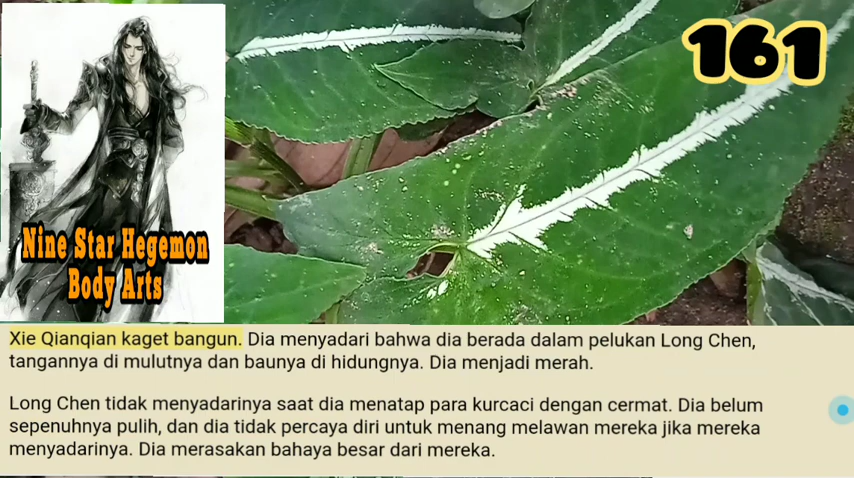 161
Nine Star Hegemon
Body Arts
Xie Qianqian kaget bangun. Dia menyadari bahwa dia berada dalam pelukan Long Chen,
tangannya di mulutnya dan baunya di hidungnya. Dia menjadi merah.
Long Chen tidak menyadarinya saat dia menatap para kurcaci dengan cermat. Dia belum
sepenuhnya pulih, dan dia tidak percaya diri untuk menang melawan mereka jika mereka
menyadarinya. Dia merasakan bahaya besar dari mereka.